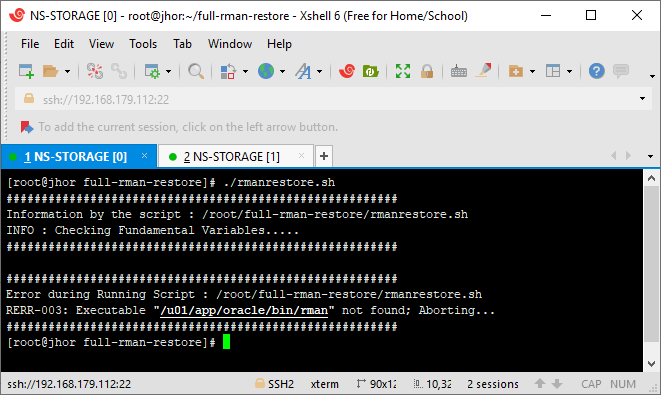 NS-STORAGE [0] - root@jhor:~/full-rman-restore - Xshell 6 (Free for Home/School)
File Edit View Tools Tab Window Help
ssh://192.168.179.112:22
To add the current session, click on the left arrow button.
1 NS-STORAGE [0] × 2 NS-STORAGE [1] × +
[root@jhor full-rman-restore]# ./rmanrestore.sh
########################################################
Information by the script : /root/full-rman-restore/rmanrestore.sh
INFO : Checking Fundamental Variables.....
########################################################
########################################################
Error during Running Script : /root/full-rman-restore/rmanrestore.sh
RERR-003: Executable "/u01/app/oracle/bin/rman" not found; Aborting...
########################################################
[root@jhor full-rman-restore]#
ssh://192.168.179.112:22 SSH2 xterm 90x12 10,32 2 sessions CAP NUM